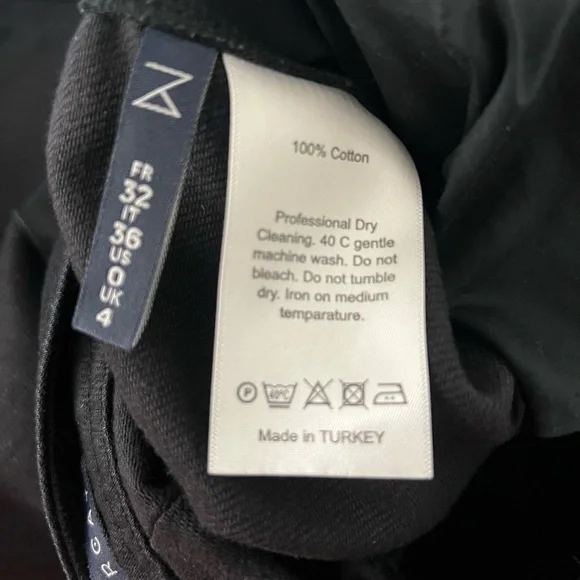 FR
32
IT
36
US
0
UK
4
100% Cotton
Professional Dry
Cleaning. 40 C gentle
machine wash. Do not
bleach. Do not tumble
dry. Iron on medium
temparature.
P 40°C
Made in TURKEY